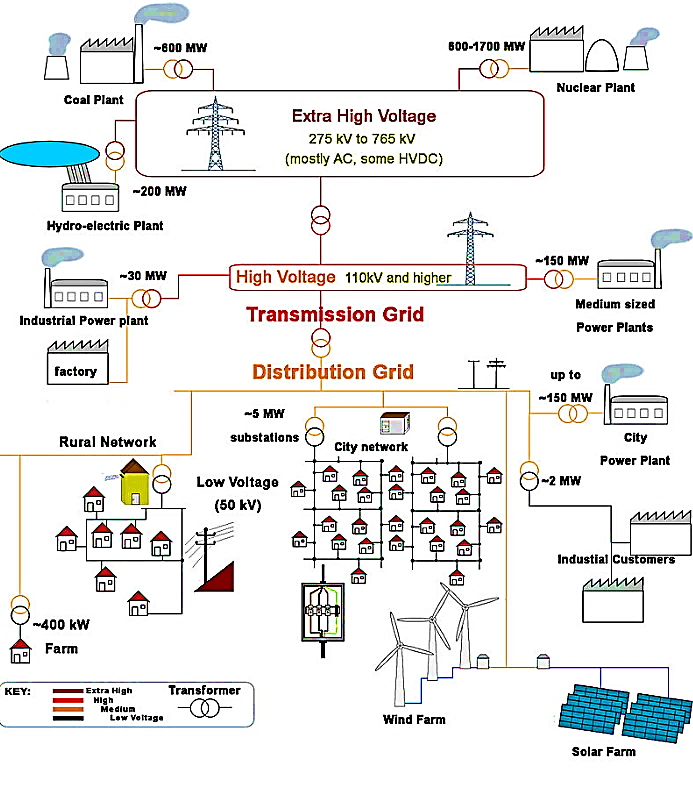 ~600 MW
600-1700 MW
Coal Plant
Nuclear Plant
Extra High Voltage
275 kV to 765 kV
(mostly AC, some HVDC)
~200 MW
Hydro-electric Plant
~30 MW
High Voltage 110kV and higher
~150 MW
Industrial Power plant
Medium sized
Power Plants
Transmission Grid
factory
Distribution Grid
up to
~150 MW
~5 MW
substations
City network
City
Power Plant
Rural Network
Low Voltage
(50 kV)
~2 MW
Industial Customers
~400 kW
Farm
KEY:
Extra High
High
Medium
Low Voltage
Transformer
Wind Farm
Solar Farm